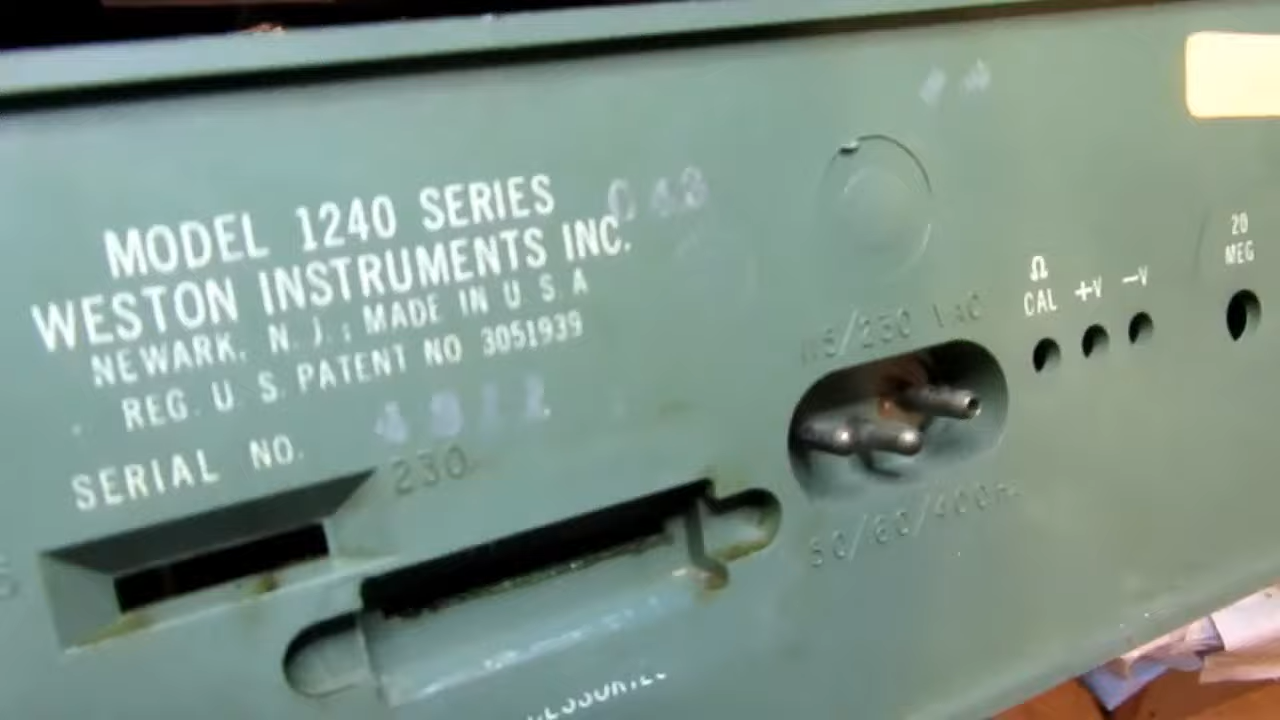 MODEL 1240 SERIES
WESTON INSTRUMENTS INC.
NEWARK, N. J.; MADE IN U S A
REG. U. S. PATENT NO 3051939
SERIAL NO.
230
115/230 VAC
50/60/400Hz
Ω
CAL +V -V
20
MEG